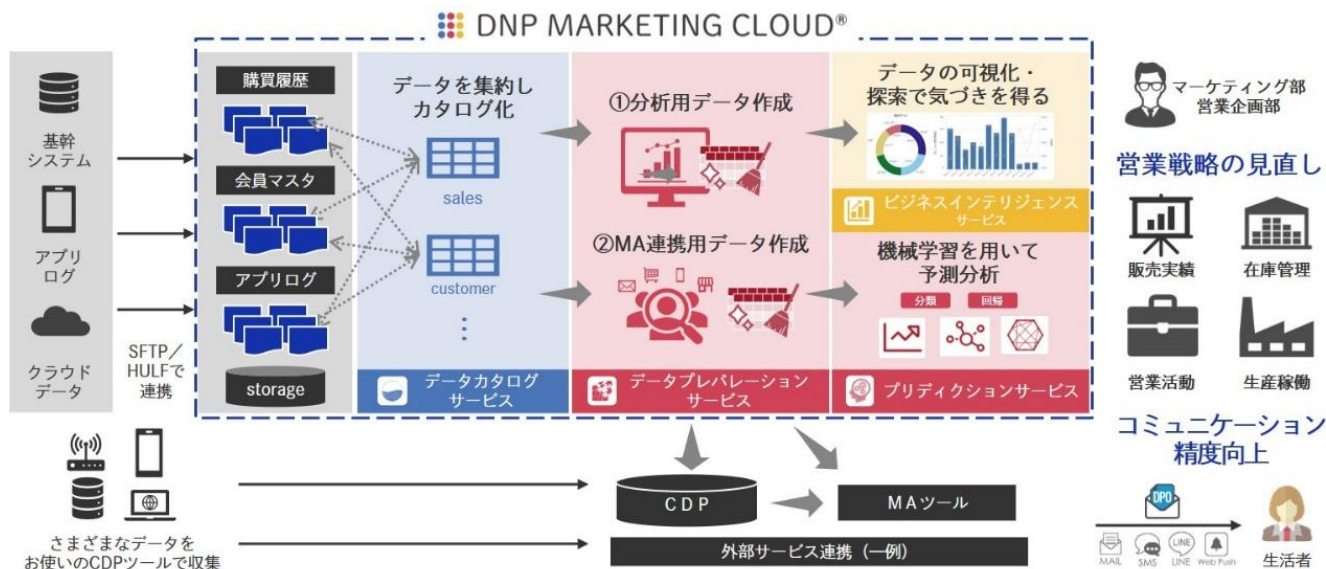 DNP MARKETING CLOUD®
基幹
システム
アプリ
ログ
クラウド
データ
SFTP／
HULFで
連携
購買履歴
会員マスタ
アプリログ
storage
データを集約し
カタログ化
sales
customer
データカタログ
サービス
①分析用データ作成
②MA連携用データ作成
データプレパレーション
サービス
データの可視化・
探索で気づきを得る
ビジネスインテリジェンス
サービス
機械学習を用いて
予測分析
分類
回帰
プリディクションサービス
マーケティング部
営業企画部
営業戦略の見直し
販売実績
在庫管理
営業活動
生産稼働
コミュニケーション
精度向上
さまざまなデータを
お使いのCDPツールで収集
CDP
MAツール
外部サービス連携（一例）
DPO
LINE
MAIL
SMS
LINE
Web Push
生活者